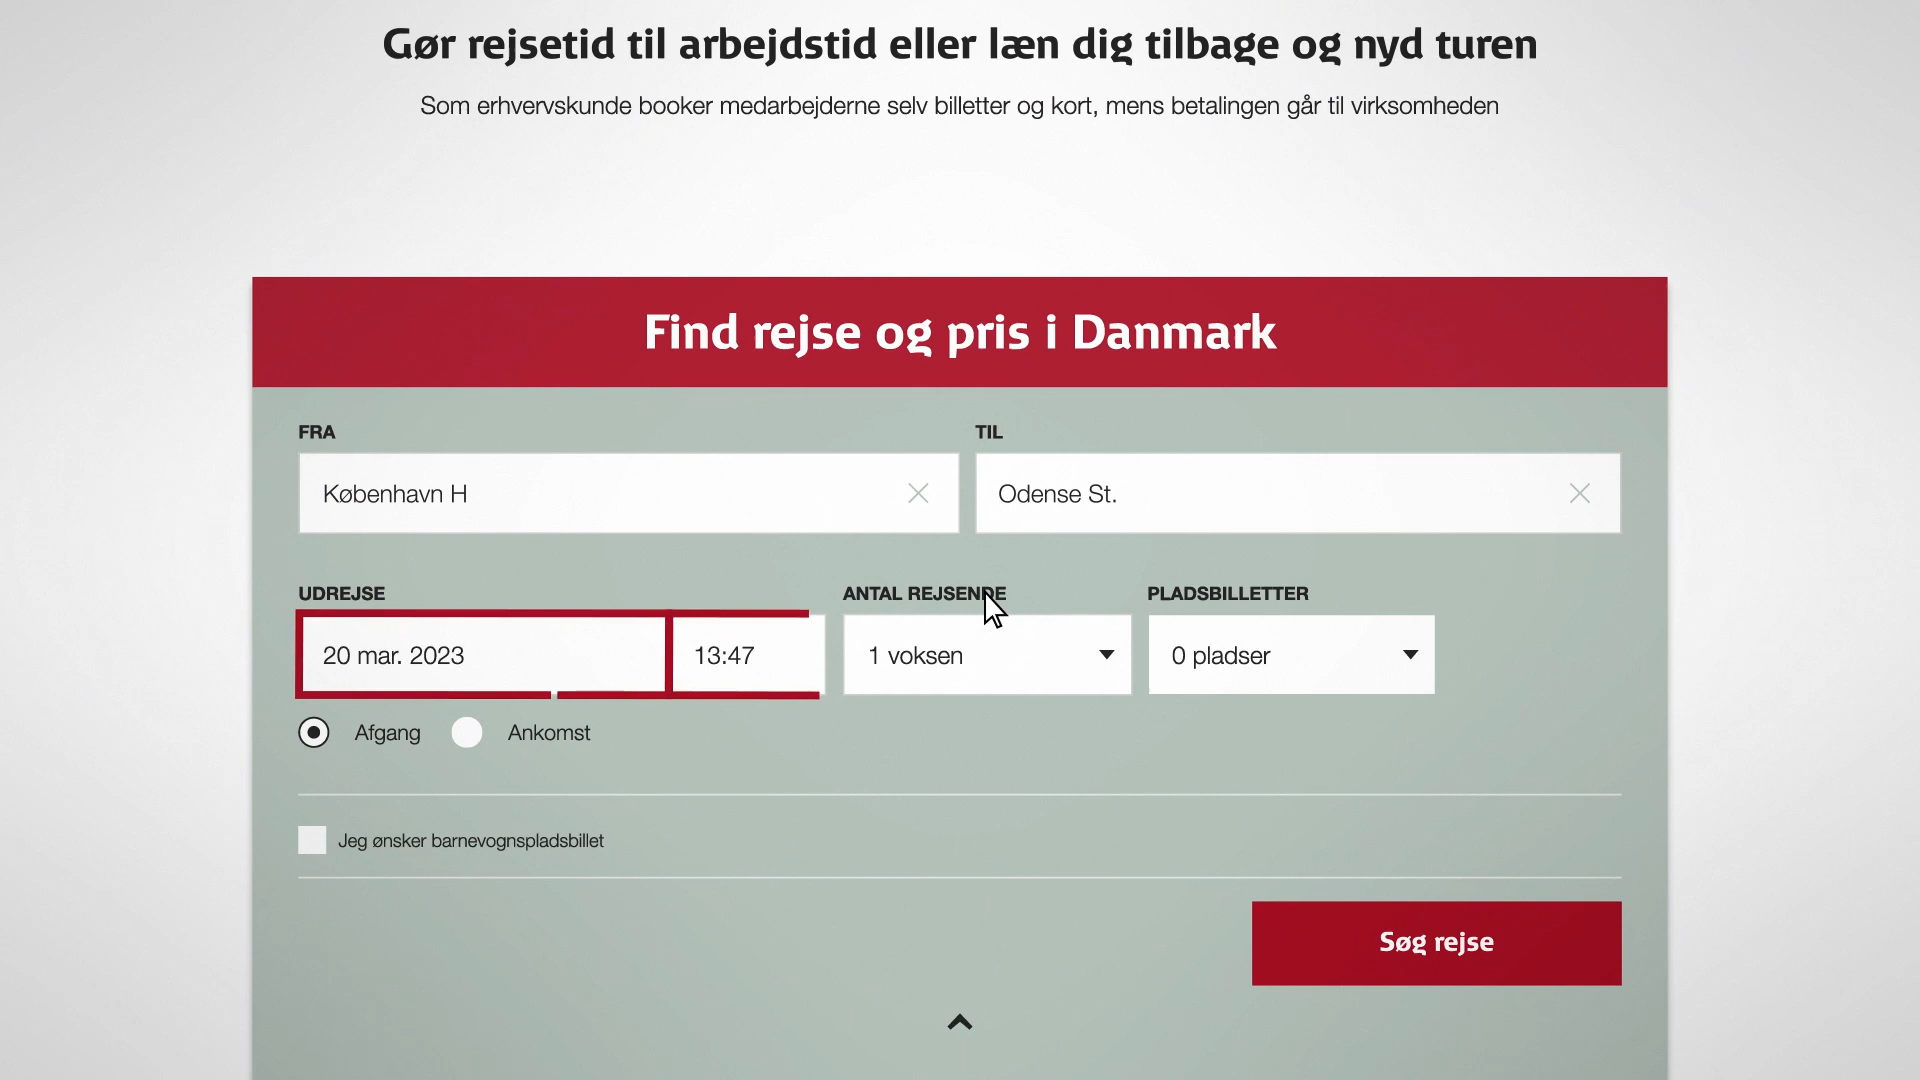 Gør rejsetid til arbejdstid eller læn dig tilbage og nyd turen
Som erhvervskunde booker medarbejderne selv billetter og kort, mens betalingen går til virksomheden
Find rejse og pris i Danmark
FRA
TIL
København H
Odense St.
UDREJSE
ANTAL REJSENDE
PLADSBILLETTER
20 mar. 2023
13:47
1 voksen
0 pladser
Afgang
Ankomst
Jeg ønsker barnevognspladsbillet
Søg rejse